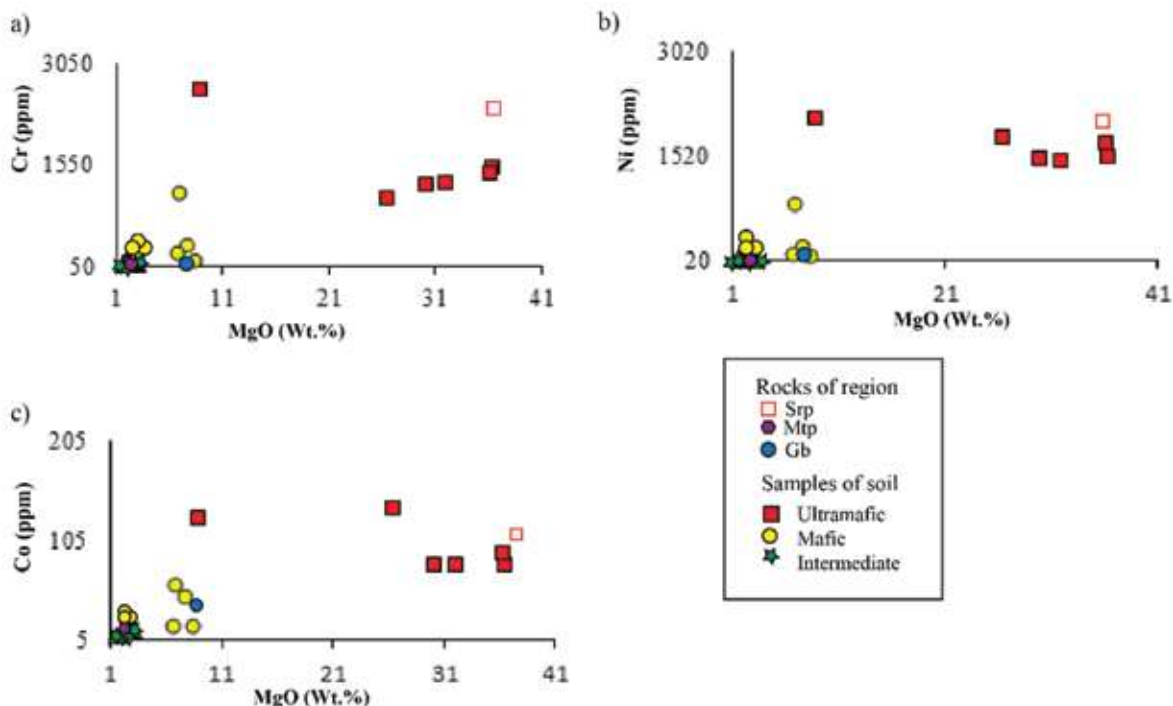 a)
3050
1550
50
Cr (ppm)
1 11 21 31 41
MgO (Wt.%)
b)
3020
1520
20
Ni (ppm)
1 21 41
MgO (Wt.%)
c)
205
105
5
Co (ppm)
1 11 21 31 41
MgO (Wt.%)
Rocks of region
Srp
Mtp
Gb
Samples of soil
Ultramafic
Mafic
Intermediate